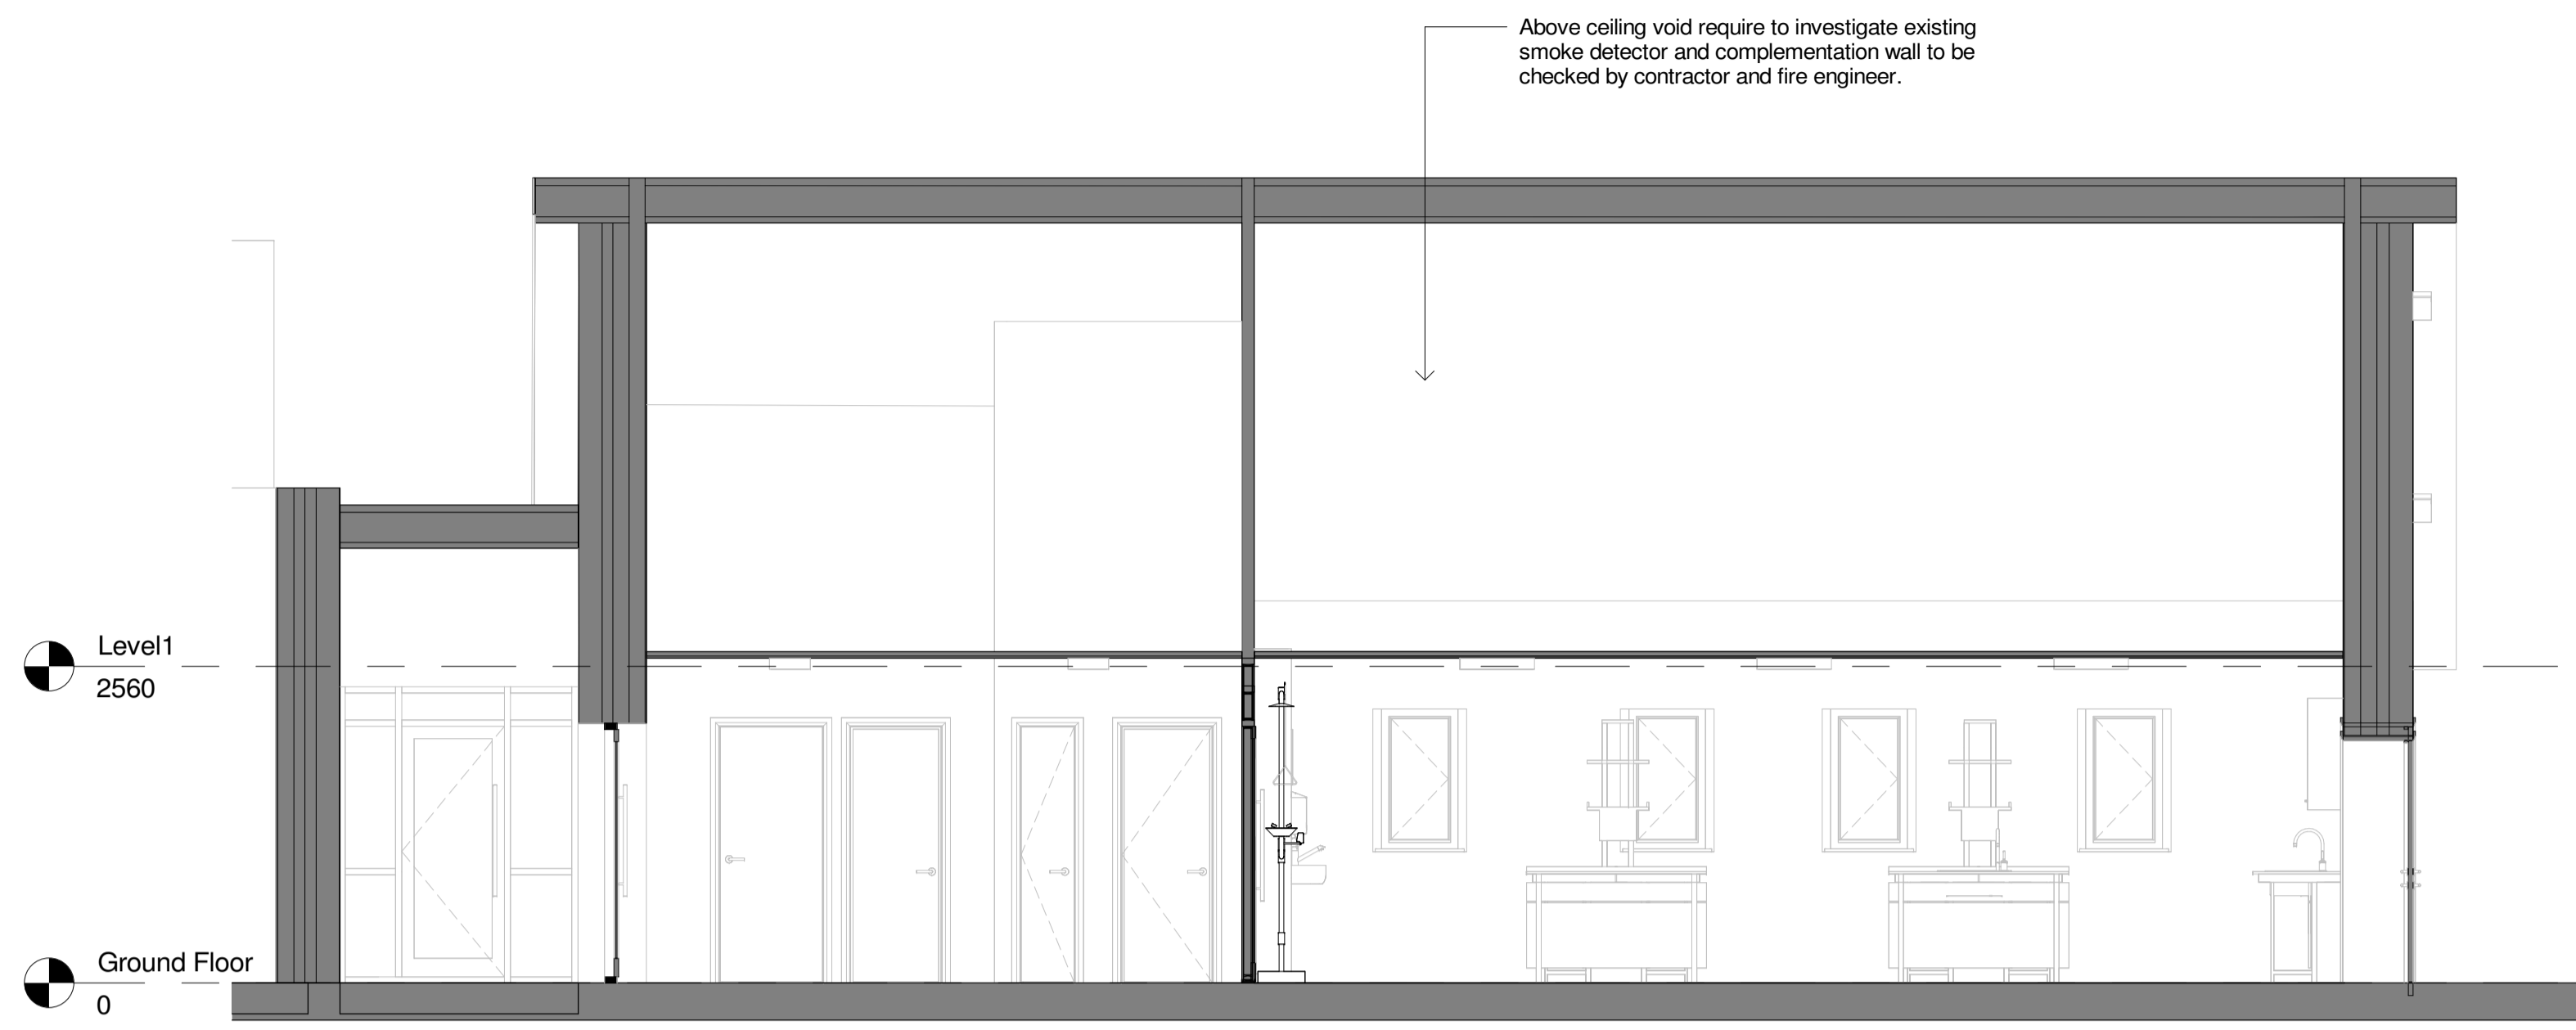 Above ceiling void require to investigate existing
smoke detector and complementation wall to be
checked by contractor and fire engineer.
Level1
2560
Ground Floor
0